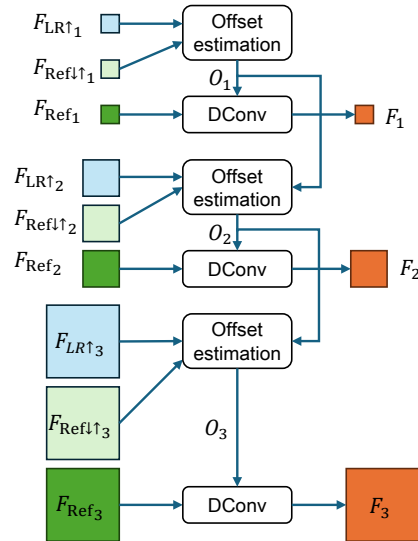 F_LR↑₁
Offset
estimation
F_Ref↓↑₁
O₁
F_Ref₁
DConv
F₁
F_LR↑₂
Offset
estimation
F_Ref↓↑₂
O₂
F_Ref₂
DConv
F₂
F_LR↑₃
Offset
estimation
F_Ref↓↑₃
O₃
F_Ref₃
DConv
F₃